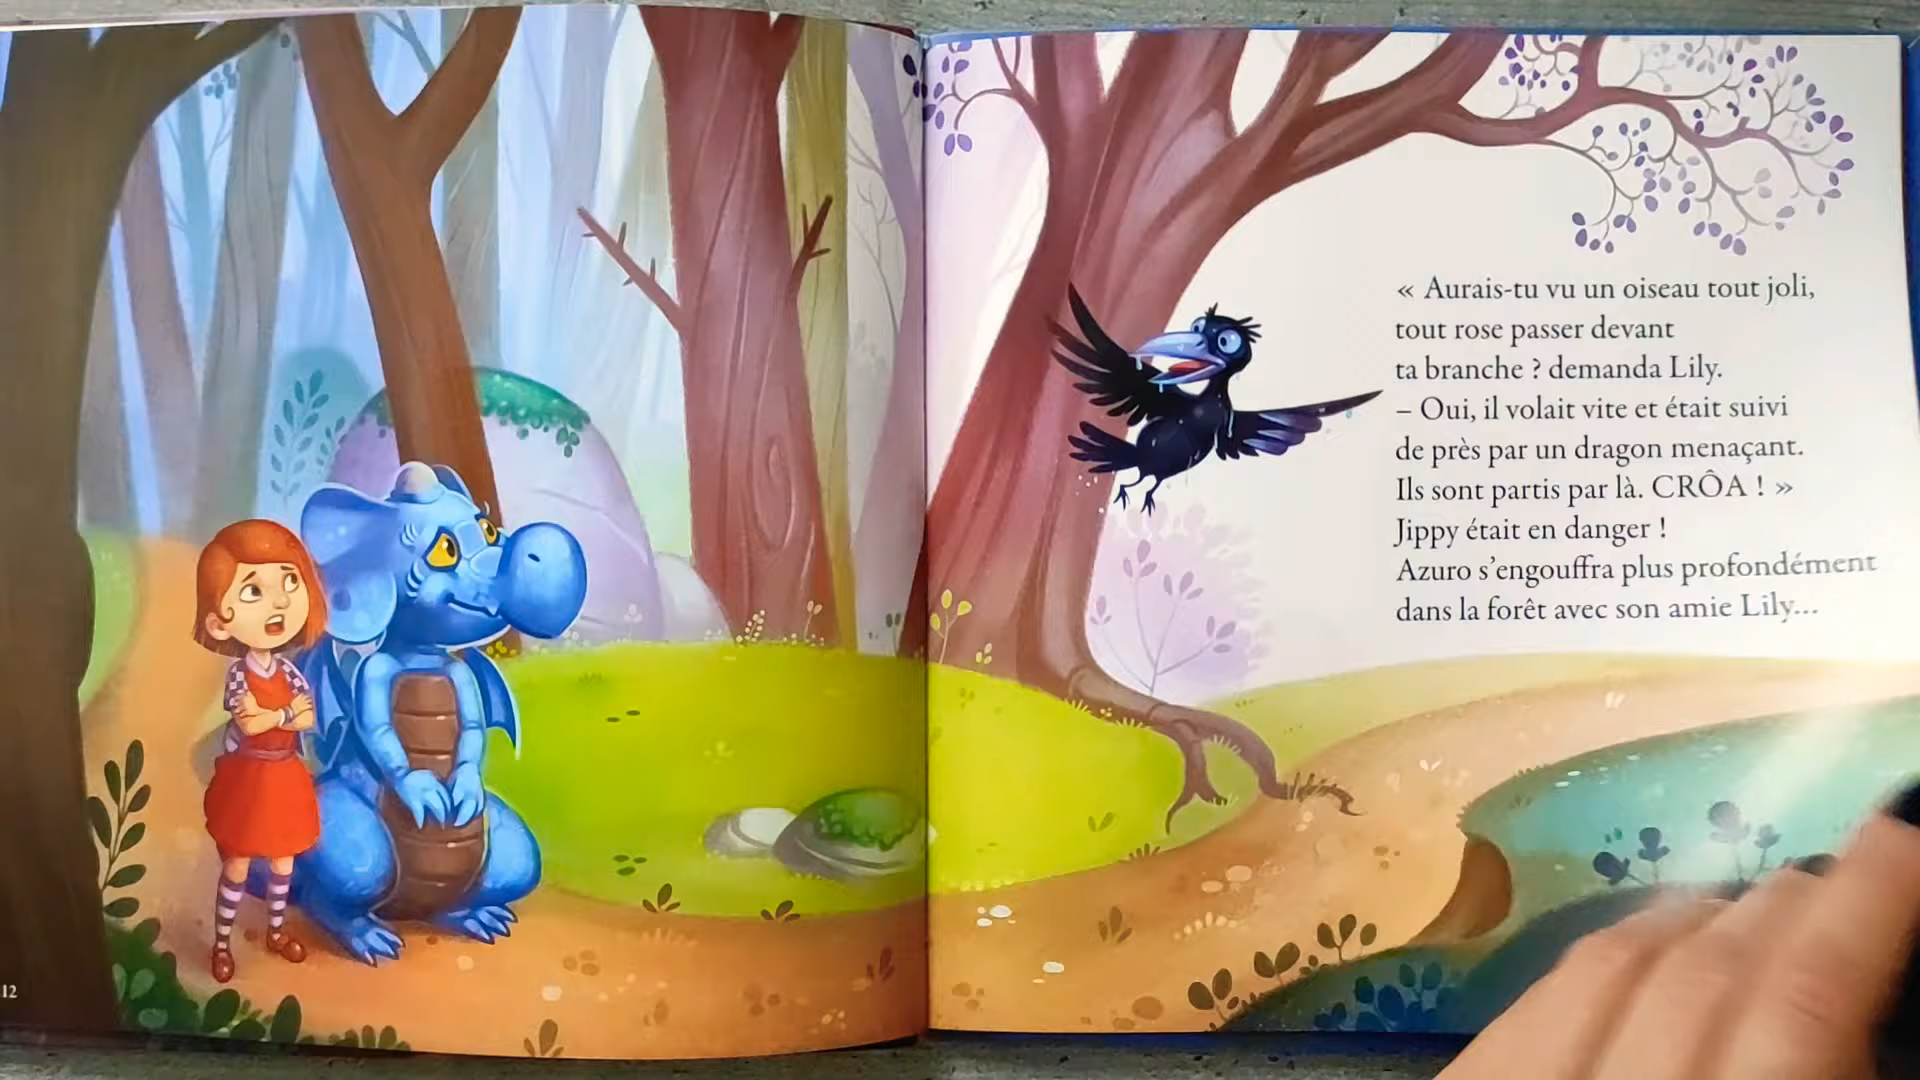 « Aurais-tu vu un oiseau tout joli,
tout rose passer devant
ta branche ? demanda Lily.
– Oui, il volait vite et était suivi
de près par un dragon menaçant.
Ils sont partis par là. CRÔA ! »
Jippy était en danger !
Azuro s’engouffra plus profondément
dans la forêt avec son amie Lily...
12